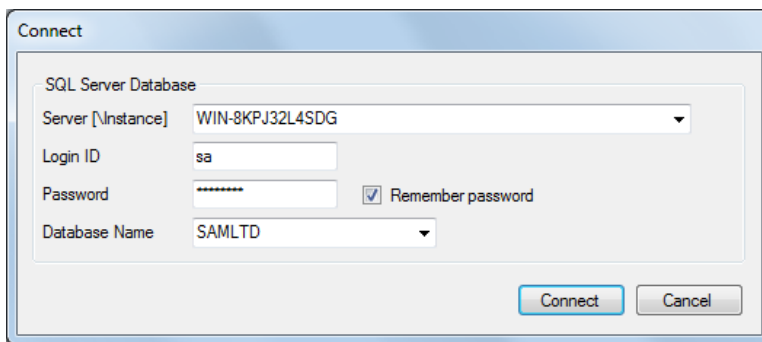 Connect
SQL Server Database
Server [\Instance] WIN-8KPJ32L4SDG
Login ID sa
Password ******** Remember password
Database Name SAMLTD
Connect Cancel